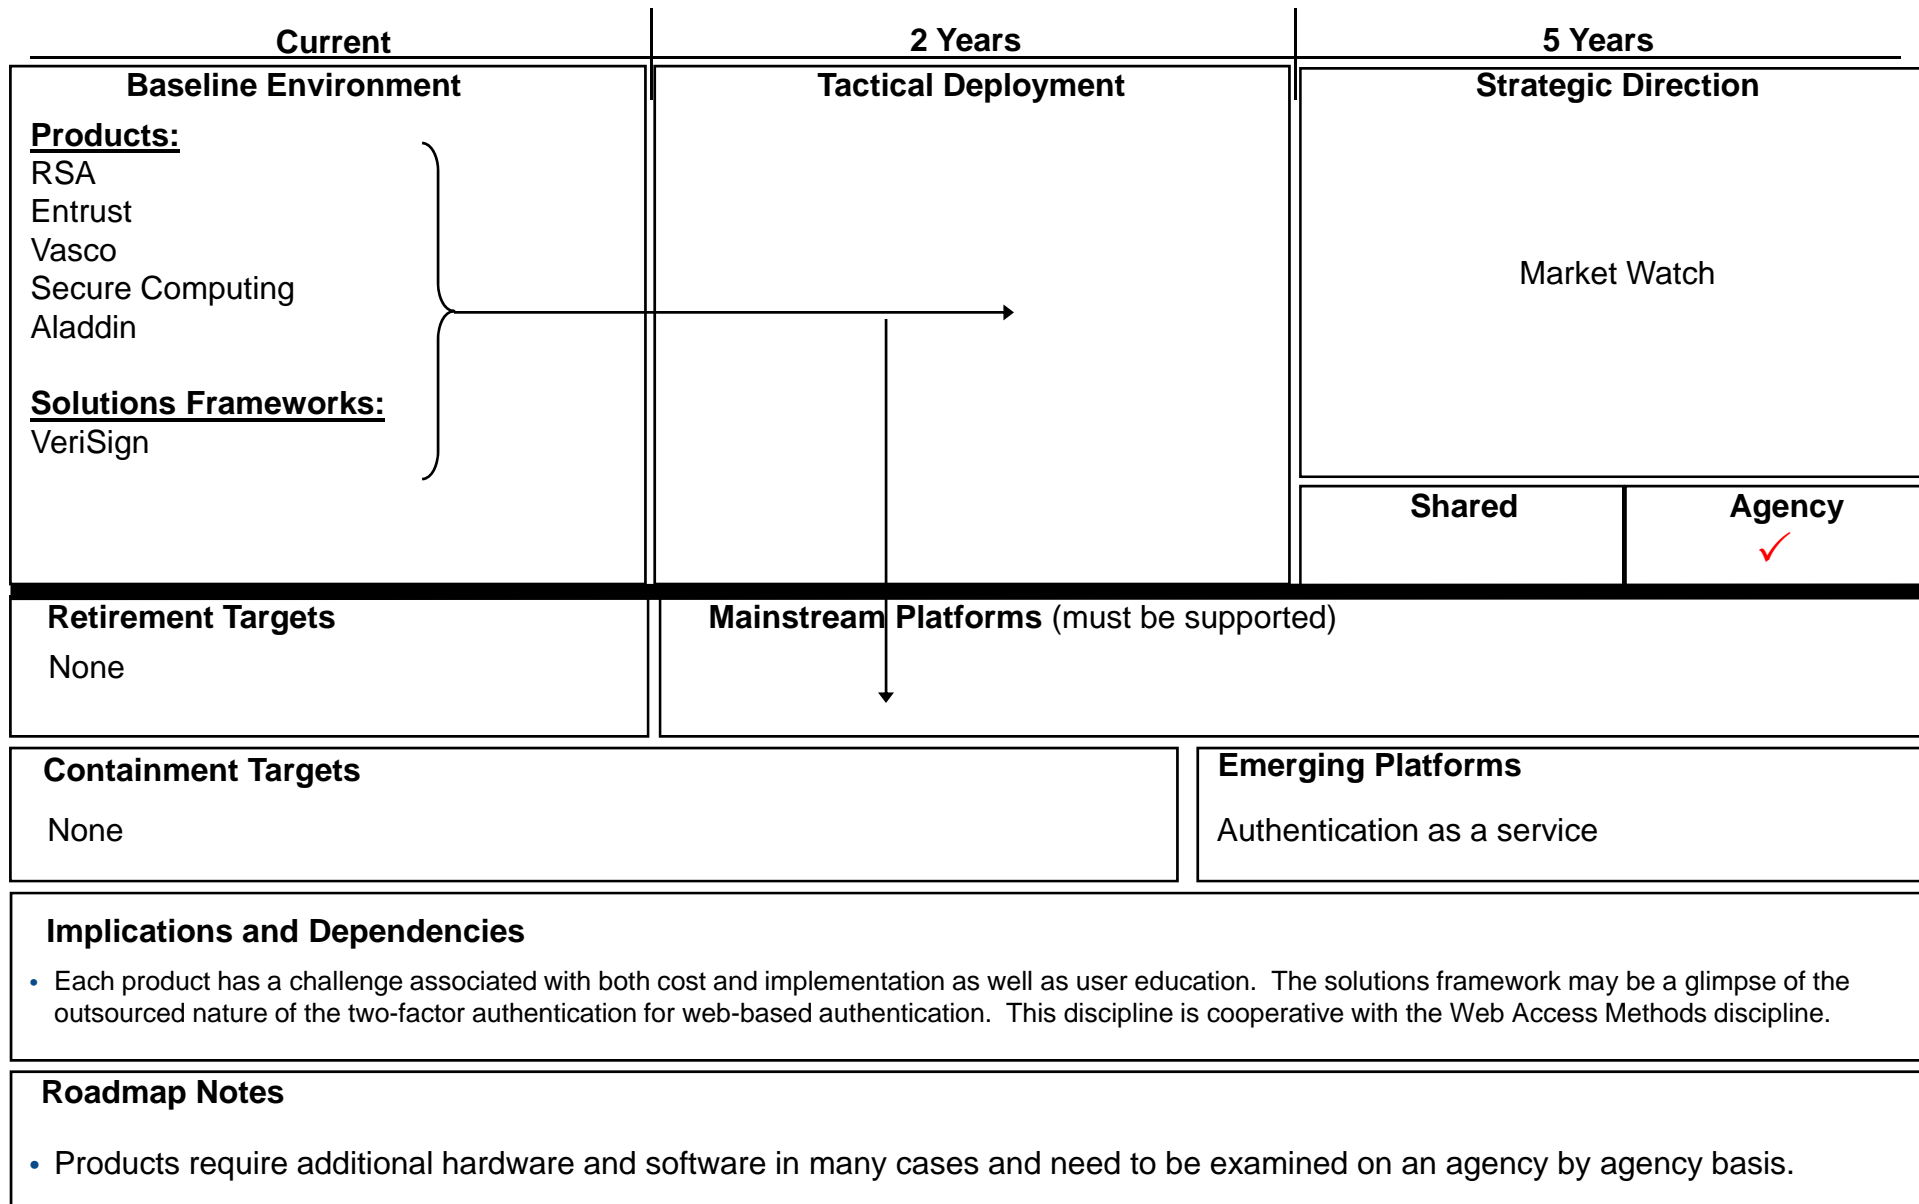 Current
2 Years
5 Years
Baseline Environment
Tactical Deployment
Strategic Direction
Products:
RSA
Entrust
Vasco
Secure Computing
Aladdin
Solutions Frameworks:
VeriSign
Market Watch
Shared
Agency
Retirement Targets
None
Mainstream Platforms (must be supported)
Containment Targets
None
Emerging Platforms
Authentication as a service
Implications and Dependencies
• Each product has a challenge associated with both cost and implementation as well as user education. The solutions framework may be a glimpse of the
outsourced nature of the two-factor authentication for web-based authentication. This discipline is cooperative with the Web Access Methods discipline.
Roadmap Notes
• Products require additional hardware and software in many cases and need to be examined on an agency by agency basis.